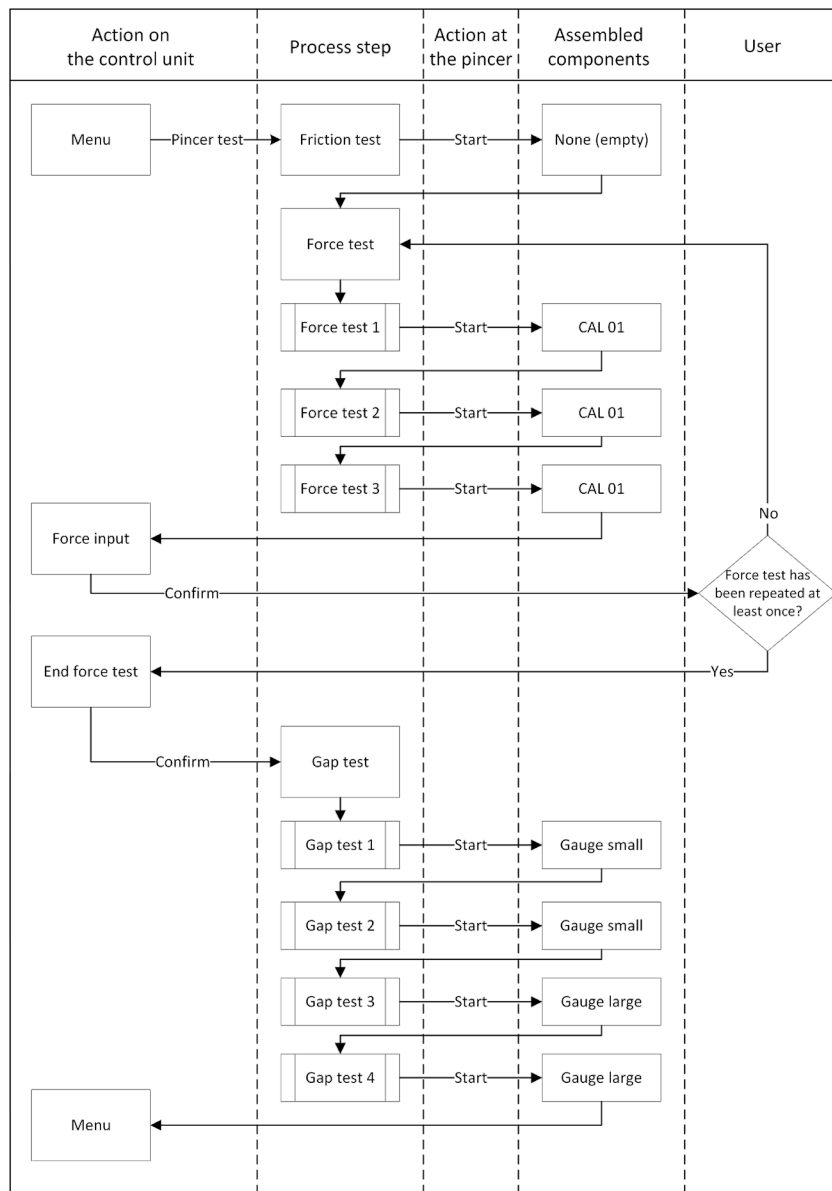 Action on
the control unit
Process step
Action at
the pincer
Assembled
components
User
Menu
Pincer test
Friction test
Start
None (empty)
Force test
Force test 1
Start
CAL 01
Force test 2
Start
CAL 01
Force test 3
Start
CAL 01
No
Force input
Force test has
been repeated at
least once?
Confirm
End force test
Yes
Confirm
Gap test
Gap test 1
Start
Gauge small
Gap test 2
Start
Gauge small
Gap test 3
Start
Gauge large
Gap test 4
Start
Gauge large
Menu